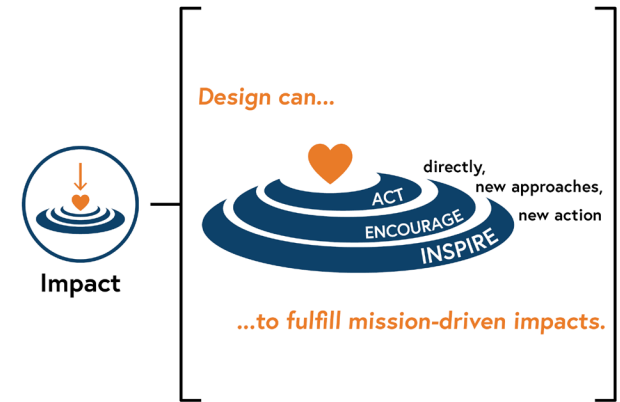 Design can...
ACT directly,
ENCOURAGE new approaches,
INSPIRE new action
...to fulfill mission-driven impacts.
Impact